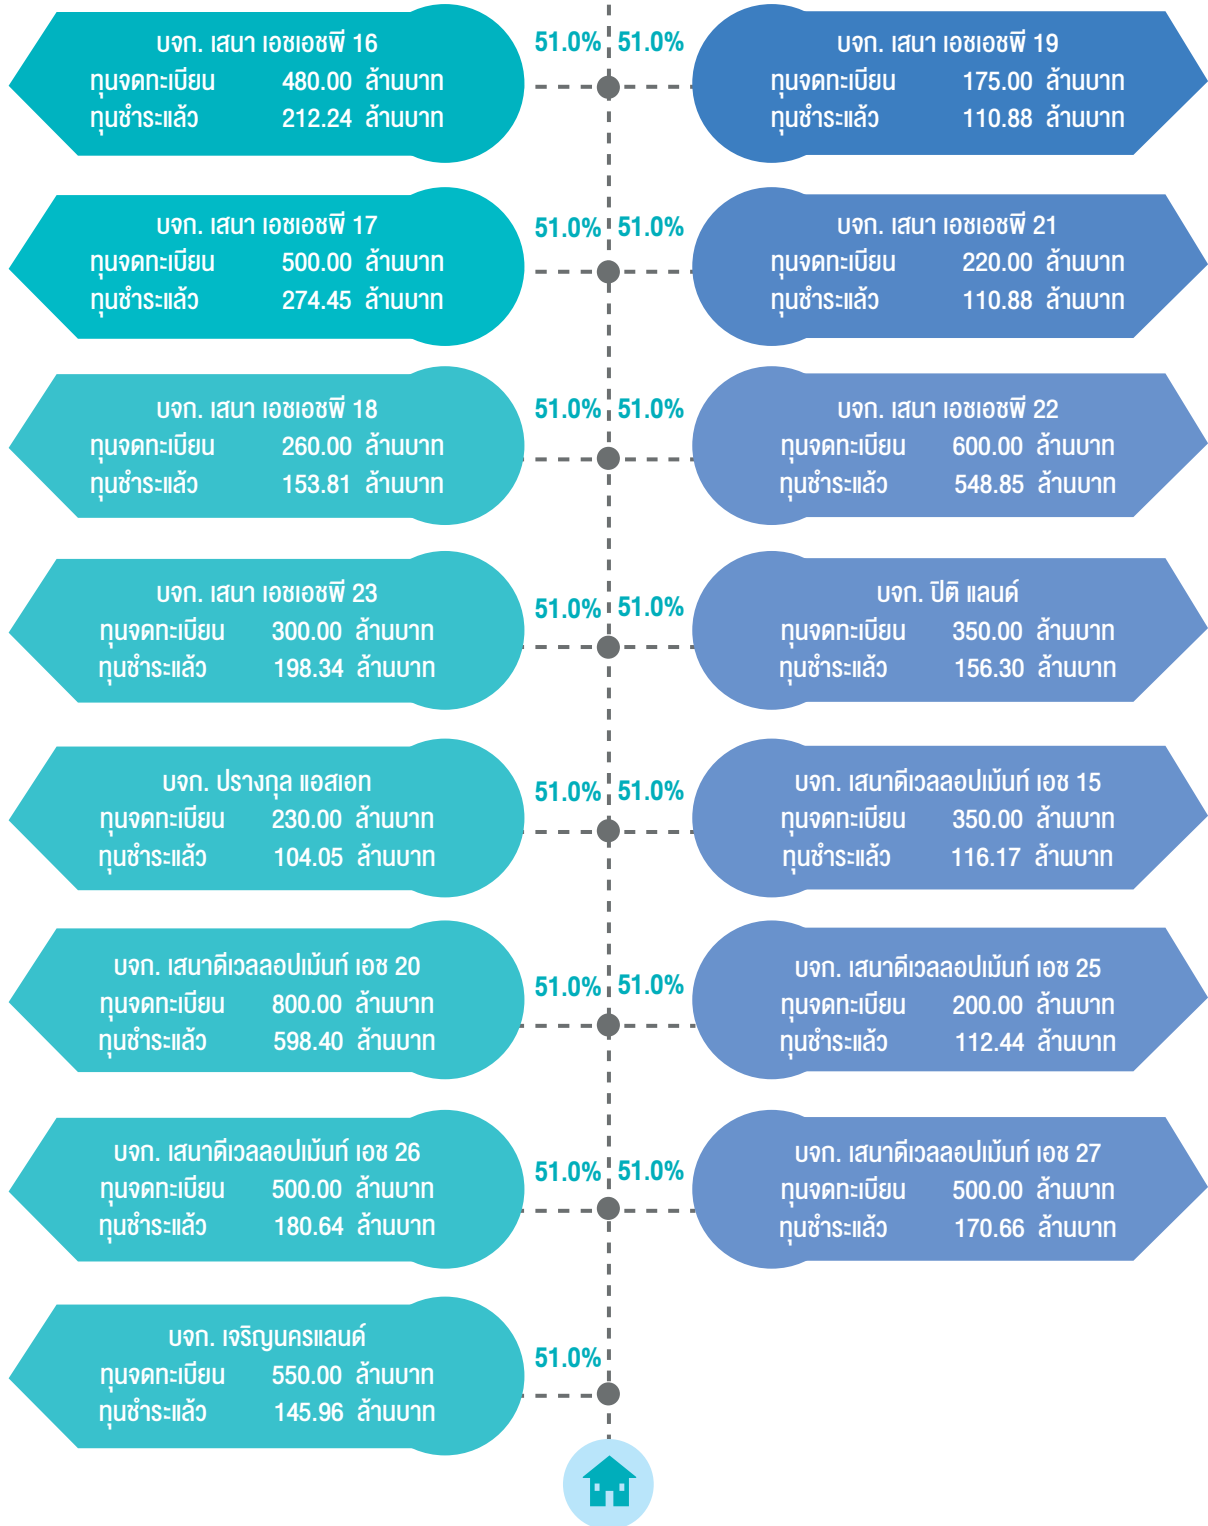 บจก. เสนา เอชเอชพี 16
ทุนจดทะเบียน 480.00 ล้านบาท
ทุนชำระแล้ว 212.24 ล้านบาท
51.0% 51.0%
บจก. เสนา เอชเอชพี 19
ทุนจดทะเบียน 175.00 ล้านบาท
ทุนชำระแล้ว 110.88 ล้านบาท
บจก. เสนา เอชเอชพี 17
ทุนจดทะเบียน 500.00 ล้านบาท
ทุนชำระแล้ว 274.45 ล้านบาท
51.0% 51.0%
บจก. เสนา เอชเอชพี 21
ทุนจดทะเบียน 220.00 ล้านบาท
ทุนชำระแล้ว 110.88 ล้านบาท
บจก. เสนา เอชเอชพี 18
ทุนจดทะเบียน 260.00 ล้านบาท
ทุนชำระแล้ว 153.81 ล้านบาท
51.0% 51.0%
บจก. เสนา เอชเอชพี 22
ทุนจดทะเบียน 600.00 ล้านบาท
ทุนชำระแล้ว 548.85 ล้านบาท
บจก. เสนา เอชเอชพี 23
ทุนจดทะเบียน 300.00 ล้านบาท
ทุนชำระแล้ว 198.34 ล้านบาท
51.0% 51.0%
บจก. ปิติ แลนด์
ทุนจดทะเบียน 350.00 ล้านบาท
ทุนชำระแล้ว 156.30 ล้านบาท
บจก. ปรางกุล แอสเอท
ทุนจดทะเบียน 230.00 ล้านบาท
ทุนชำระแล้ว 104.05 ล้านบาท
51.0% 51.0%
บจก. เสนาดีเวลลอปเม้นท์ เอช 15
ทุนจดทะเบียน 350.00 ล้านบาท
ทุนชำระแล้ว 116.17 ล้านบาท
บจก. เสนาดีเวลลอปเม้นท์ เอช 20
ทุนจดทะเบียน 800.00 ล้านบาท
ทุนชำระแล้ว 598.40 ล้านบาท
51.0% 51.0%
บจก. เสนาดีเวลลอปเม้นท์ เอช 25
ทุนจดทะเบียน 200.00 ล้านบาท
ทุนชำระแล้ว 112.44 ล้านบาท
บจก. เสนาดีเวลลอปเม้นท์ เอช 26
ทุนจดทะเบียน 500.00 ล้านบาท
ทุนชำระแล้ว 180.64 ล้านบาท
51.0% 51.0%
บจก. เสนาดีเวลลอปเม้นท์ เอช 27
ทุนจดทะเบียน 500.00 ล้านบาท
ทุนชำระแล้ว 170.66 ล้านบาท
บจก. เจริญนครแลนด์
ทุนจดทะเบียน 550.00 ล้านบาท
ทุนชำระแล้ว 145.96 ล้านบาท
51.0%